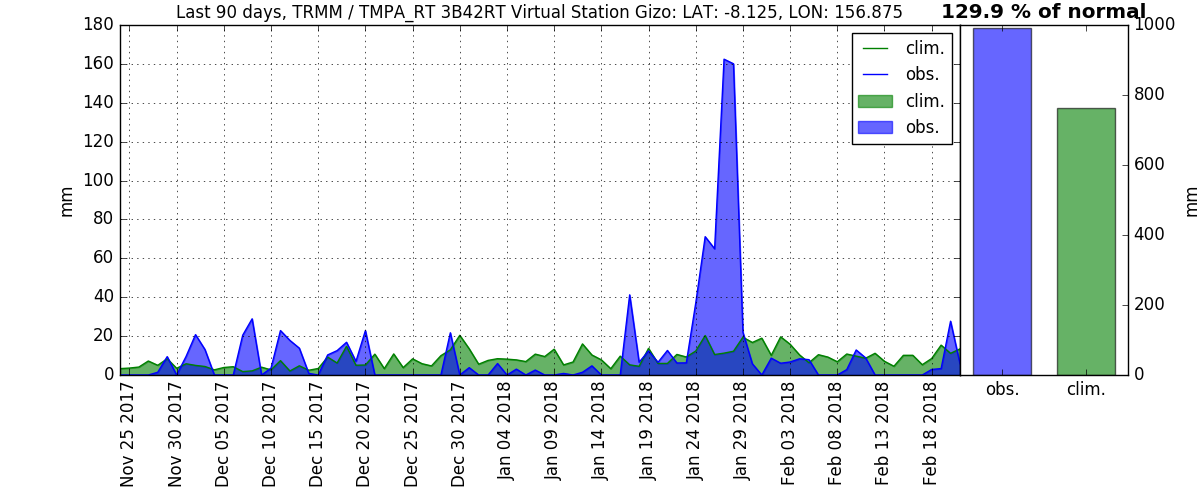 Last 90 days, TRMM / TMPA_RT 3B42RT Virtual Station Gizo: LAT: -8.125, LON: 156.875
129.9 % of normal
180
160
140
120
100
80
60
40
20
0
mm
clim.
obs.
clim.
obs.
1000
800
600
400
200
0
mm
Nov 25 2017
Nov 30 2017
Dec 05 2017
Dec 10 2017
Dec 15 2017
Dec 20 2017
Dec 25 2017
Dec 30 2017
Jan 04 2018
Jan 09 2018
Jan 14 2018
Jan 19 2018
Jan 24 2018
Jan 29 2018
Feb 03 2018
Feb 08 2018
Feb 13 2018
Feb 18 2018
obs.
clim.